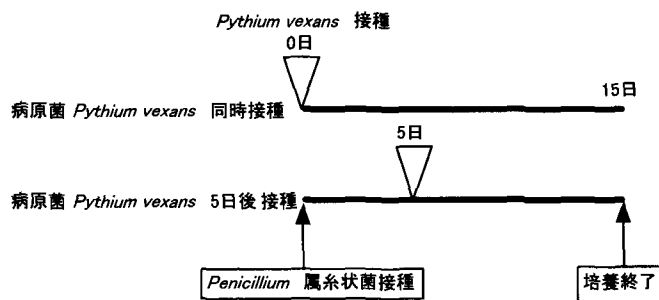 Pythium vexans 接種
0日
15日
病原菌 Pythium vexans 同時接種
5日
病原菌 Pythium vexans 5日後 接種
Penicillium 属糸状菌接種
培養終了